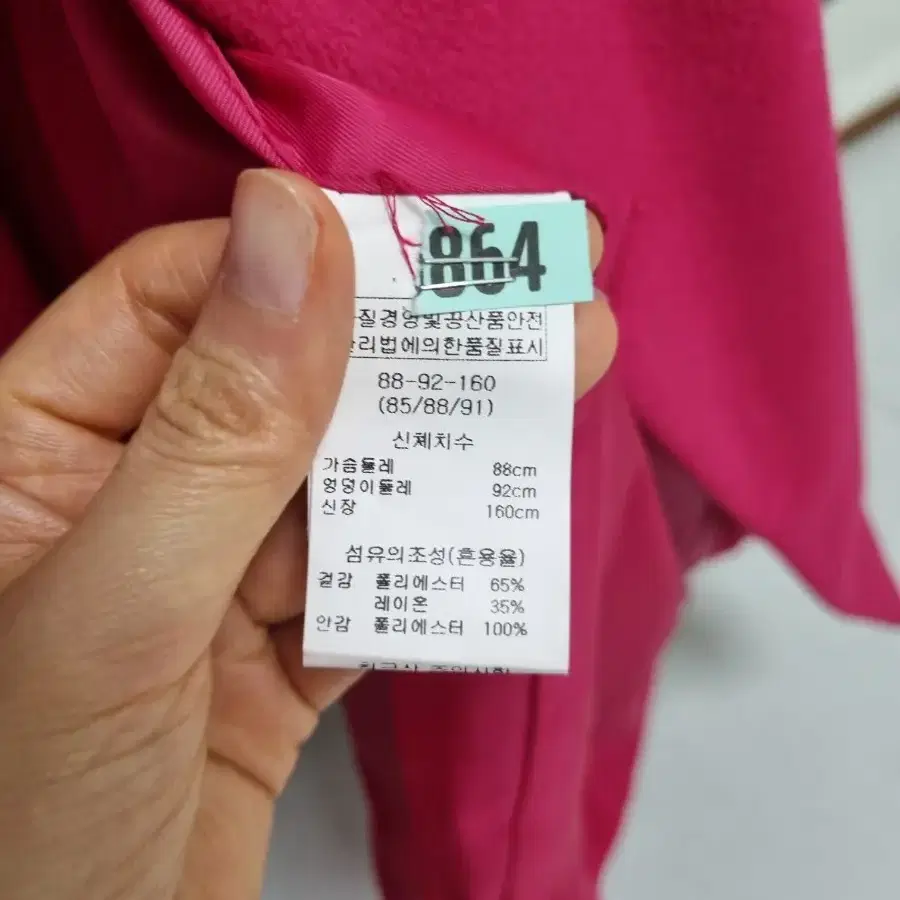 864
질경영및공산품안전
리법에의한품질표시
88-92-160
(85/88/91)
신체치수
가슴둘레 88cm
엉덩이둘레 92cm
신장 160cm
섬유의조성(혼용율)
겉감 폴리에스터 65%
레이온 35%
안감 폴리에스터 100%